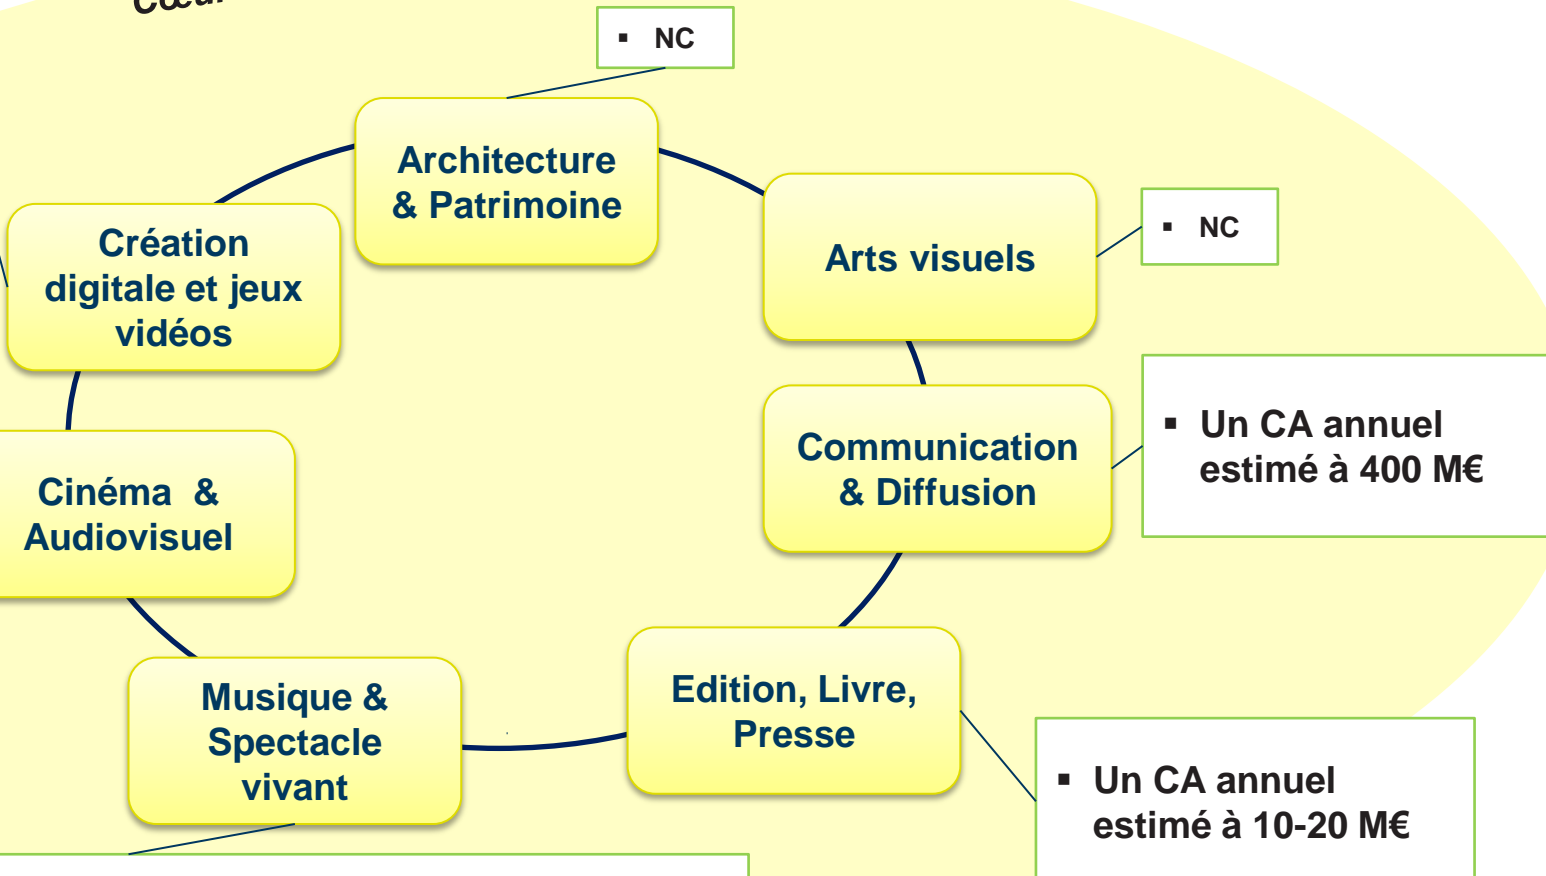 Cœur
▪ NC
Architecture
& Patrimoine
Arts visuels
▪ NC
Création
digitale et jeux
vidéos
▪ Un CA annuel
estimé à 400 M€
Communication
& Diffusion
Cinéma &
Audiovisuel
Edition, Livre,
Presse
Musique &
Spectacle
vivant
▪ Un CA annuel
estimé à 10-20 M€